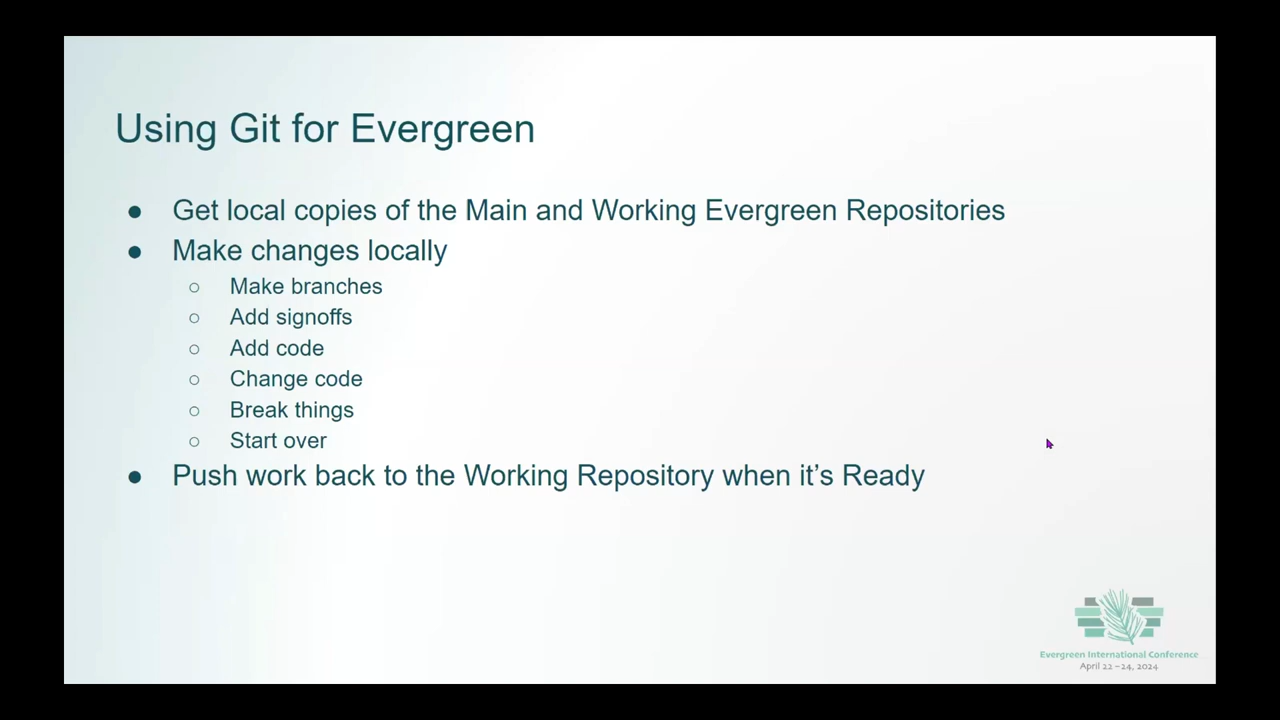 Using Git for Evergreen
● Get local copies of the Main and Working Evergreen Repositories
● Make changes locally
○ Make branches
○ Add signoffs
○ Add code
○ Change code
○ Break things
○ Start over
● Push work back to the Working Repository when it’s Ready
Evergreen International Conference
April 22 –24, 2024